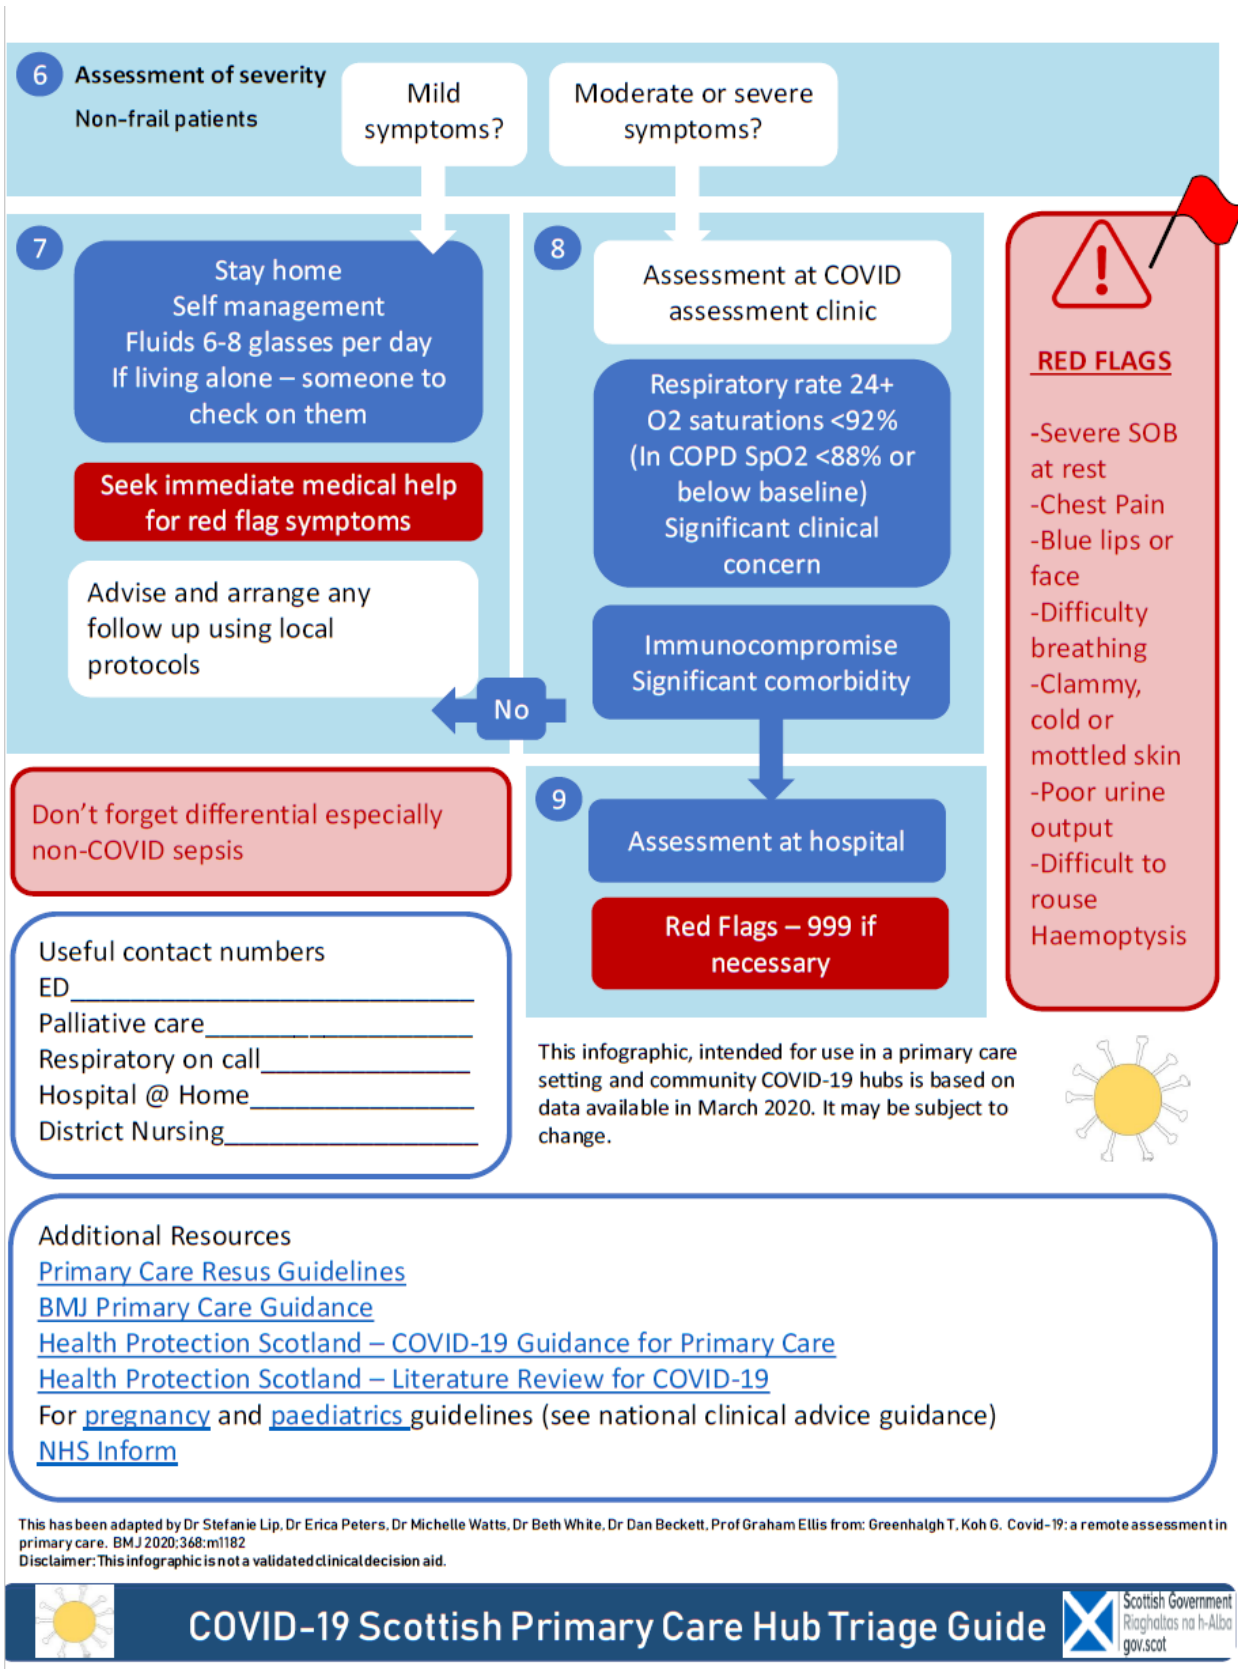 6
Assessment of severity
Non-frail patients
Mild
symptoms?
Moderate or severe
symptoms?
7
Stay home
Self management
Fluids 6-8 glasses per day
If living alone – someone to
check on them
Seek immediate medical help
for red flag symptoms
Advise and arrange any
follow up using local
protocols
8
Assessment at COVID
assessment clinic
Respiratory rate 24+
O2 saturations <92%
(In COPD SpO2 <88% or
below baseline)
Significant clinical
concern
Immunocompromise
Significant comorbidity
No
9
Assessment at hospital
Red Flags – 999 if
necessary
RED FLAGS
-Severe SOB
at rest
-Chest Pain
-Blue lips or
face
-Difficulty
breathing
-Clammy,
cold or
mottled skin
-Poor urine
output
-Difficult to
rouse
Haemoptysis
Don't forget differential especially
non-COVID sepsis
Useful contact numbers
ED____________________________
Palliative care___________________
Respiratory on call_______________
Hospital @ Home________________
District Nursing__________________
This infographic, intended for use in a primary care
setting and community COVID-19 hubs is based on
data available in March 2020. It may be subject to
change.
Additional Resources
Primary Care Resus Guidelines
BMJ Primary Care Guidance
Health Protection Scotland – COVID-19 Guidance for Primary Care
Health Protection Scotland – Literature Review for COVID-19
For pregnancy and paediatrics guidelines (see national clinical advice guidance)
NHS Inform
This has been adapted by Dr Stefanie Lip, Dr Erica Peters, Dr Michelle Watts, Dr Beth White, Dr Dan Beckett, Prof Graham Ellis from: Greenhalgh T, Koh G. Covid-19: a remote assessment in
primary care. BMJ 2020;368:m1182
Disclaimer: This infographic is not a validated clinical decision aid.
COVID-19 Scottish Primary Care Hub Triage Guide
Scottish Government
Riaghaltas na h-Alba
gov.scot